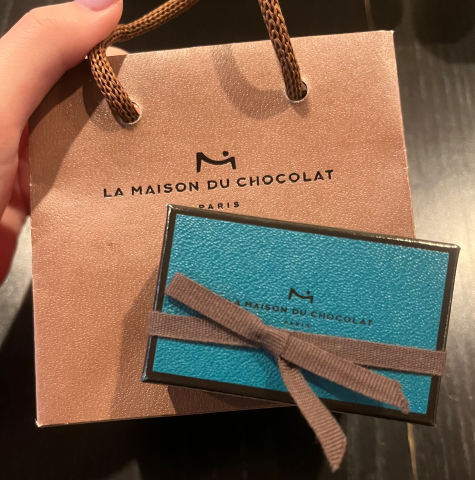 LA MAISON DU CHOCOLAT
PARIS
LA MAISON DU CHOCOLAT
PARIS